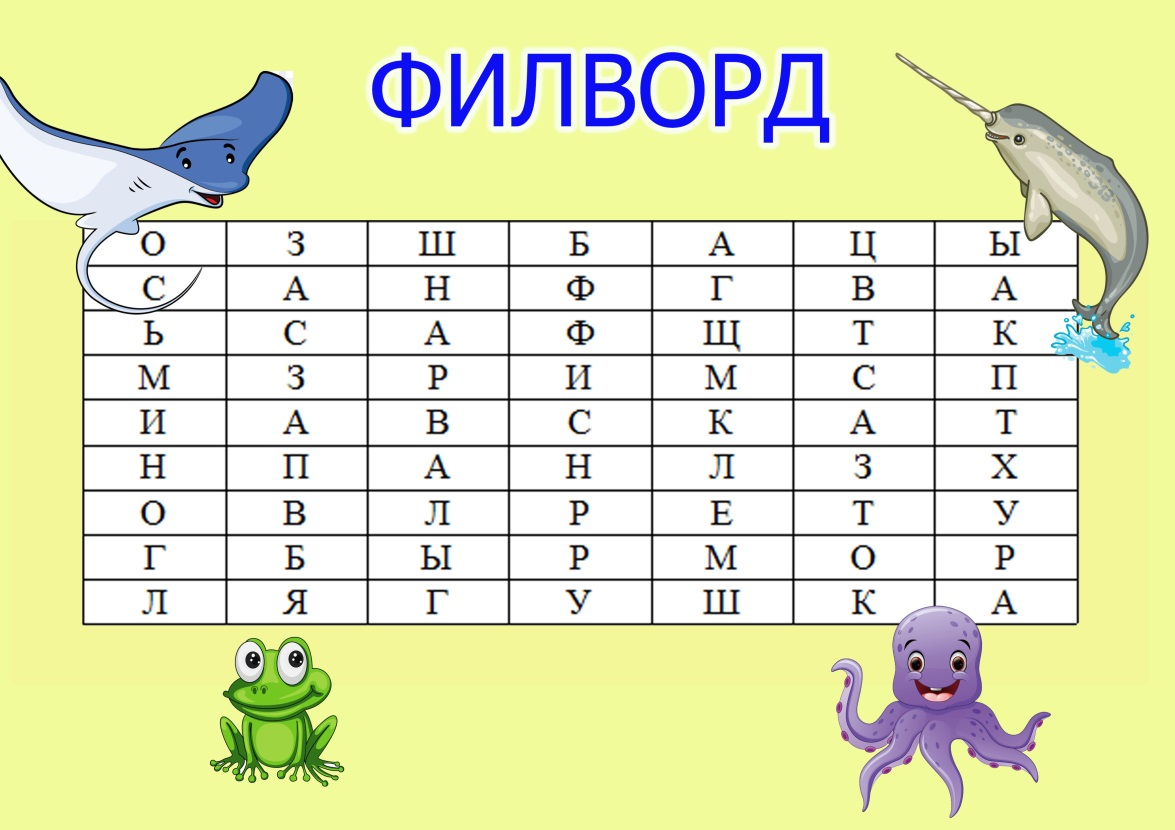 ФИЛВОРД
О З Ш Б А Ц Ы
С А Н Ф Г В А
Ь С А Ф Щ Т К
М З Р И М С П
И А В С К А Т
Н П А Н Л З Х
О В Л Р Е Т У
Г Б Ы Р М О Р
Л Я Г У Ш К А